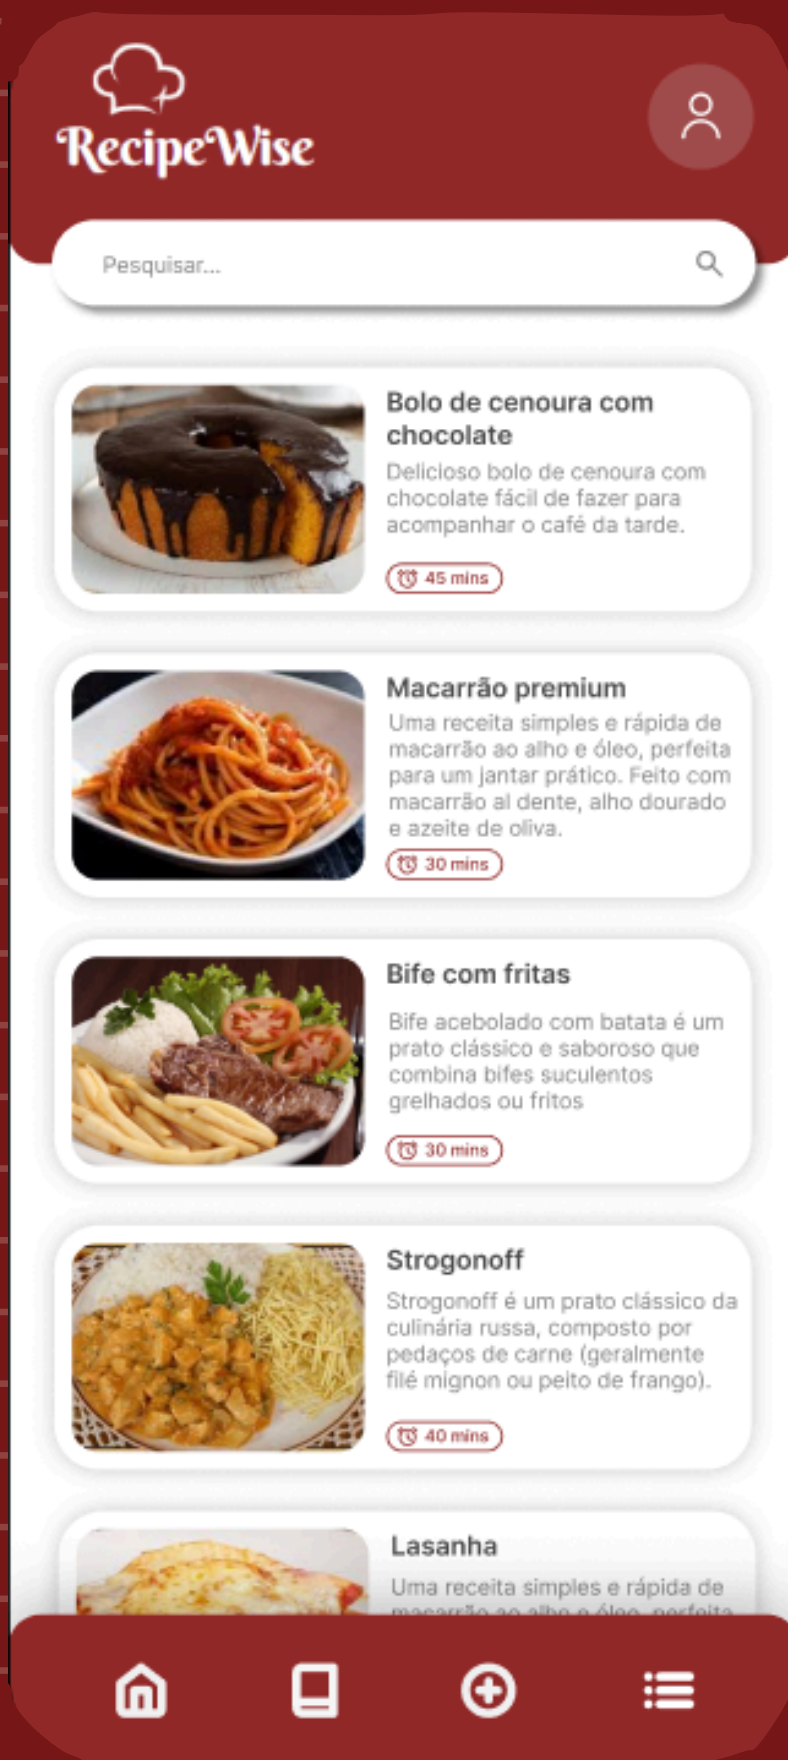 RecipeWise
Pesquisar...
Bolo de cenoura com
chocolate
Delicioso bolo de cenoura com
chocolate fácil de fazer para
acompanhar o café da tarde.
45 mins
Macarrão premium
Uma receita simples e rápida de
macarrão ao alho e óleo, perfeita
para um jantar prático. Feito com
macarrão al dente, alho dourado
e azeite de oliva.
30 mins
Bife com fritas
Bife acebolado com batata é um
prato clássico e saboroso que
combina bifes suculentos
grelhados ou fritos
30 mins
Strogonoff
Strogonoff é um prato clássico da
culinária russa, composto por
pedaços de carne (geralmente
filé mignon ou peito de frango).
40 mins
Lasanha
Uma receita simples e rápida de
macarrão ao alho e óleo, perfeita